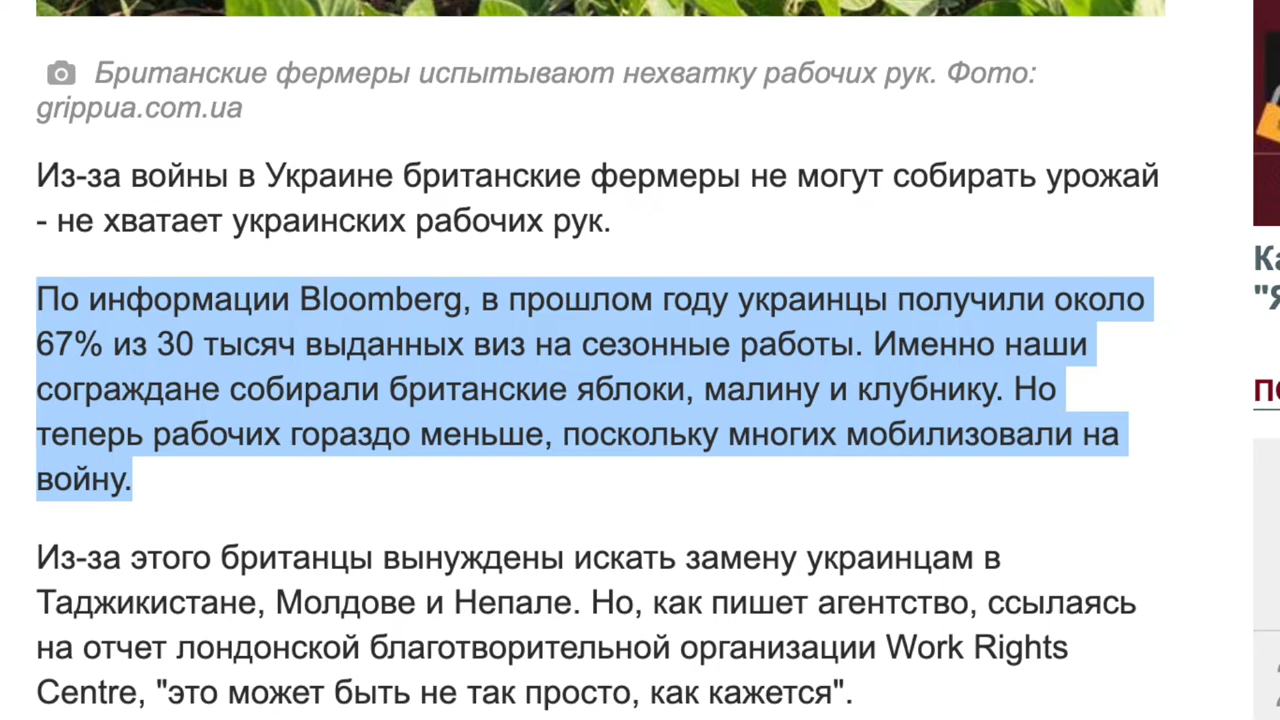 Британские фермеры испытывают нехватку рабочих рук. Фото:
grippua.com.ua
Из-за войны в Украине британские фермеры не могут собирать урожай
- не хватает украинских рабочих рук.
По информации Bloomberg, в прошлом году украинцы получили около
67% из 30 тысяч выданных виз на сезонные работы. Именно наши
сограждане собирали британские яблоки, малину и клубнику. Но
теперь рабочих гораздо меньше, поскольку многих мобилизовали на
войну.
Из-за этого британцы вынуждены искать замену украинцам в
Таджикистане, Молдове и Непале. Но, как пишет агентство, ссылаясь
на отчет лондонской благотворительной организации Work Rights
Centre, "это может быть не так просто, как кажется".